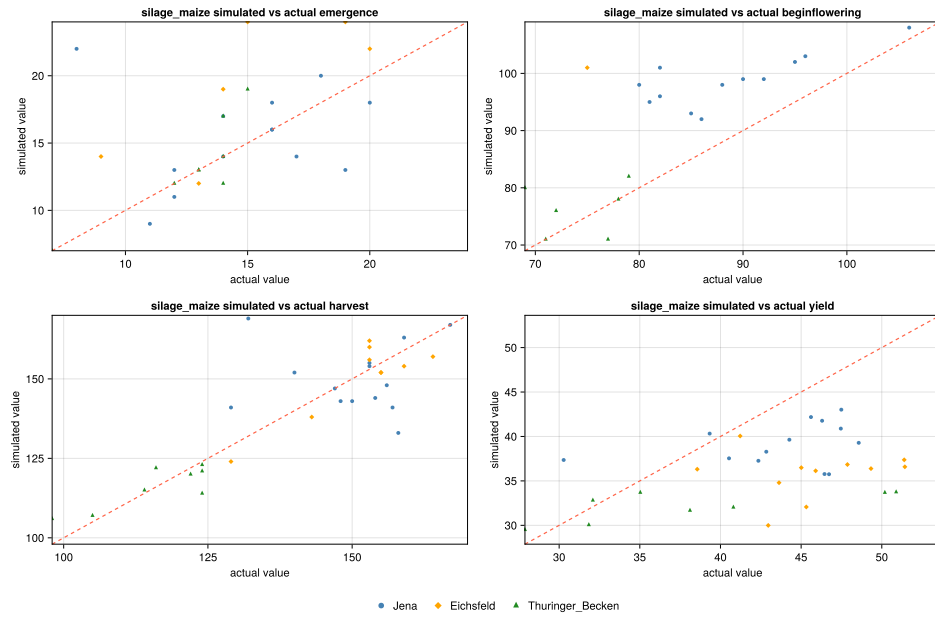 silage_maize simulated vs actual emergence
simulated value
20
15
10
10
15
20
actual value
silage_maize simulated vs actual beginflowering
simulated value
100
90
80
70
70
80
90
100
actual value
silage_maize simulated vs actual harvest
simulated value
150
125
100
100
125
150
actual value
silage_maize simulated vs actual yield
simulated value
50
45
40
35
30
30
35
40
45
50
actual value
Jena Eichsfeld Thuringer_Becken